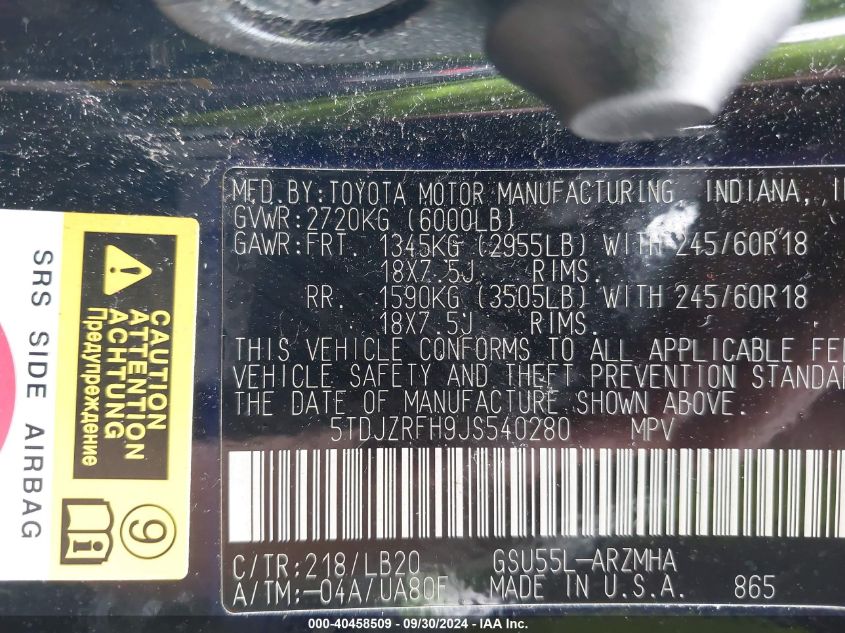 MFD.BY:TOYOTA MOTOR MANUFACTURING, INDIANA,
GVWR:2720KG (6000LB)
GAWR:FRT. 1345KG (2955LB) WITH 245/60R18
18X7.5J RIMS.
RR. 1590KG (3505LB) WITH 245/60R18
18X7.5J RIMS.
THIS VEHICLE CONFORMS TO ALL APPLICABLE
VEHICLE SAFETY AND THEFT PREVENTION
THE DATE OF MANUFACTURE SHOWN ABOVE.
5TDJZRFH9JS540280 MPV
C/TR:218/LB20 GSU55L-ARZMHA
A/TM:-04A/UA80F MADE IN U.S.A. 865
SRS SIDE AIRBAG
CAUTION
ATTENTION
ACHTUNG
Предупреждение
9
000-40458509 - 09/30/2024 - IAA Inc.